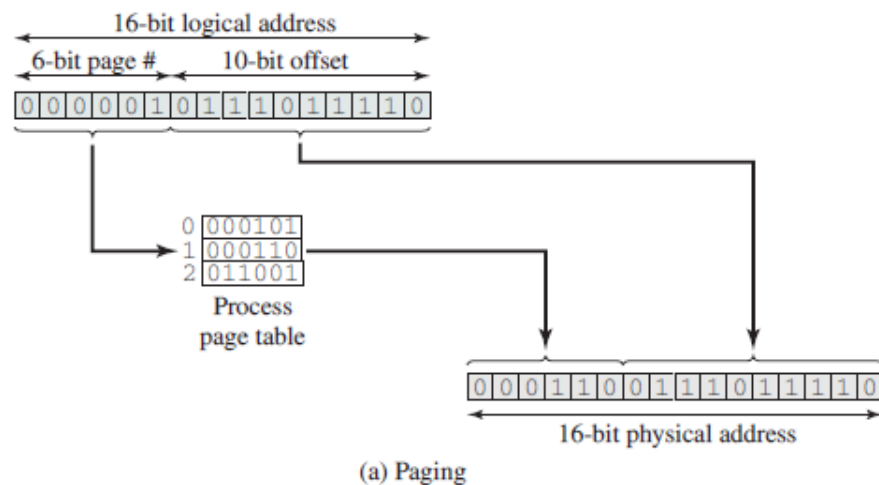 16-bit logical address
6-bit page # 10-bit offset
0 0 0 0 0 1 0 1 1 1 0 1 1 1 1 0
0 000101
1 000110
2 011001
Process
page table
0 0 0 1 1 0 0 1 1 1 0 1 1 1 1 0
16-bit physical address
(a) Paging